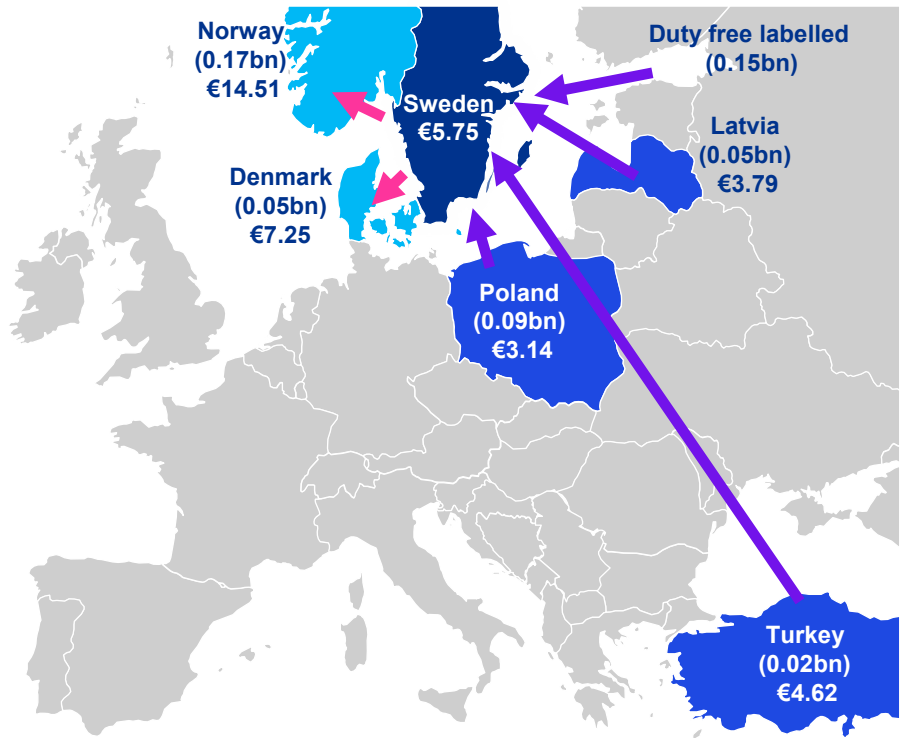 Norway
(0.17bn)
€14.51
Duty free labelled
(0.15bn)
Sweden
€5.75
Latvia
(0.05bn)
€3.79
Denmark
(0.05bn)
€7.25
Poland
(0.09bn)
€3.14
Turkey
(0.02bn)
€4.62